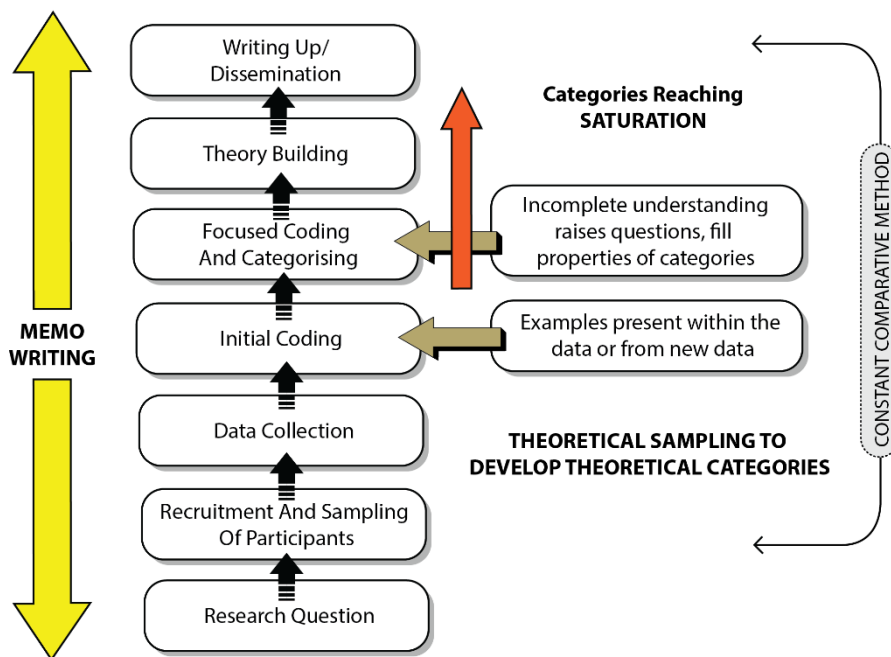 Writing Up/
Dissemination
Theory Building
Focused Coding
And Categorising
Initial Coding
Data Collection
Recruitment And Sampling
Of Participants
Research Question
MEMO
WRITING
Categories Reaching
SATURATION
Incomplete understanding
raises questions, fill
properties of categories
Examples present within the
data or from new data
THEORETICAL SAMPLING TO
DEVELOP THEORETICAL CATEGORIES
CONSTANT COMPARATIVE METHOD